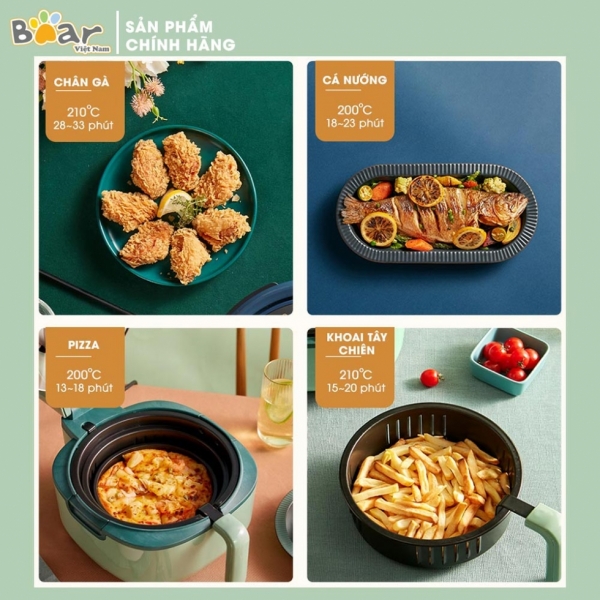 Bear
Việt Nam
SẢN PHẨM
CHÍNH HÃNG
CHÂN GÀ
210°C
28~33 phút
CÁ NƯỚNG
200°C
18~23 phút
PIZZA
200°C
13~18 phút
KHOAI TÂY
CHIÊN
210°C
15~20 phút